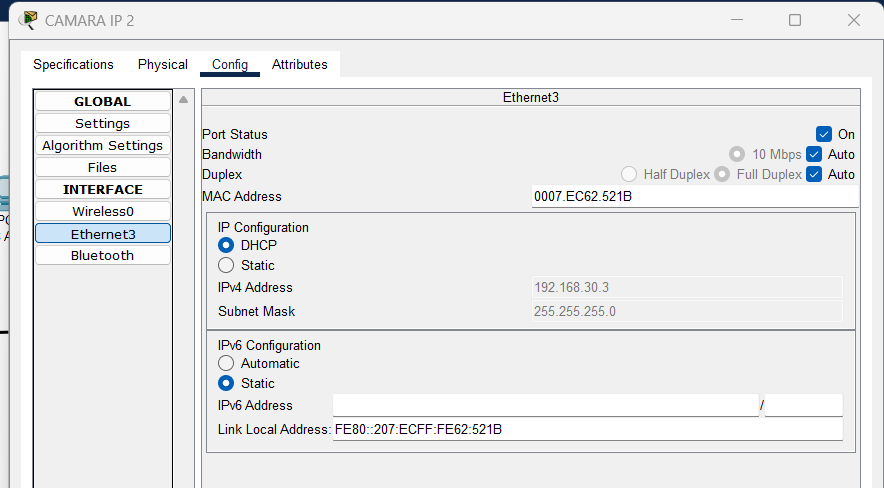 CAMARA IP 2
Specifications Physical Config Attributes
GLOBAL
Settings
Algorithm Settings
Files
INTERFACE
Wireless0
Ethernet3
Bluetooth
Ethernet3
Port Status On
Bandwidth 10 Mbps Auto
Duplex Half Duplex Full Duplex Auto
MAC Address 0007.EC62.521B
IP Configuration
DHCP
Static
IPv4 Address 192.168.30.3
Subnet Mask 255.255.255.0
IPv6 Configuration
Automatic
Static
IPv6 Address /
Link Local Address: FE80::207:ECFF:FE62:521B